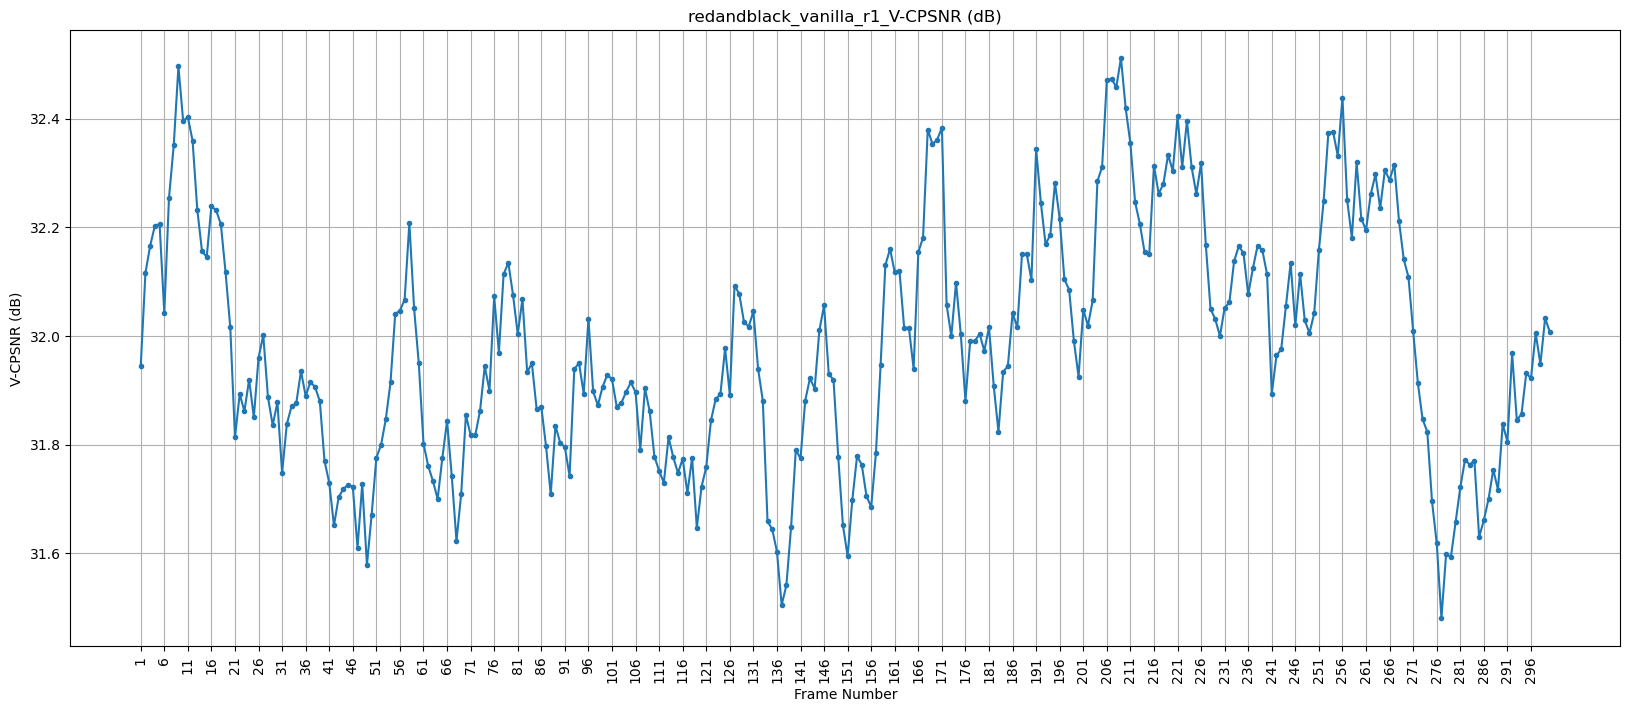 redandblack_vanilla_r1_V-CPSNR (dB)
V-CPSNR (dB)
32.4
32.2
32.0
31.8
31.6
1 6 11 16 21 26 31 36 41 46 51 56 61 66 71 76 81 86 91 96 101 106 111 116 121 126 131 136 141 146 151 156 161 166 171 176 181 186 191 196 201 206 211 216 221 226 231 236 241 246 251 256 261 266 271 276 281 286 291 296
Frame Number